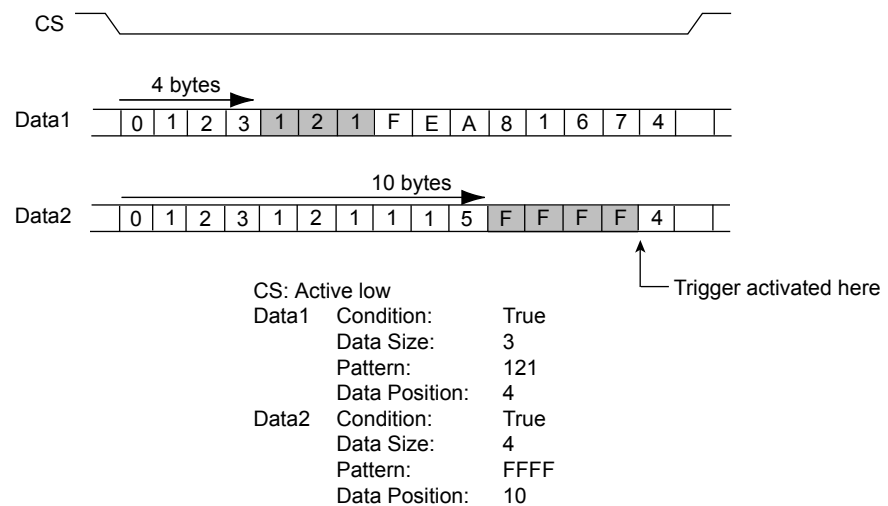 CS
4 bytes
Data1 0 1 2 3 1 2 1 F E A 8 1 6 7 4
10 bytes
Data2 0 1 2 3 1 2 1 1 1 5 F F F F 4
Trigger activated here
CS: Active low
Data1 Condition: True
Data Size: 3
Pattern: 121
Data Position: 4
Data2 Condition: True
Data Size: 4
Pattern: FFFF
Data Position: 10